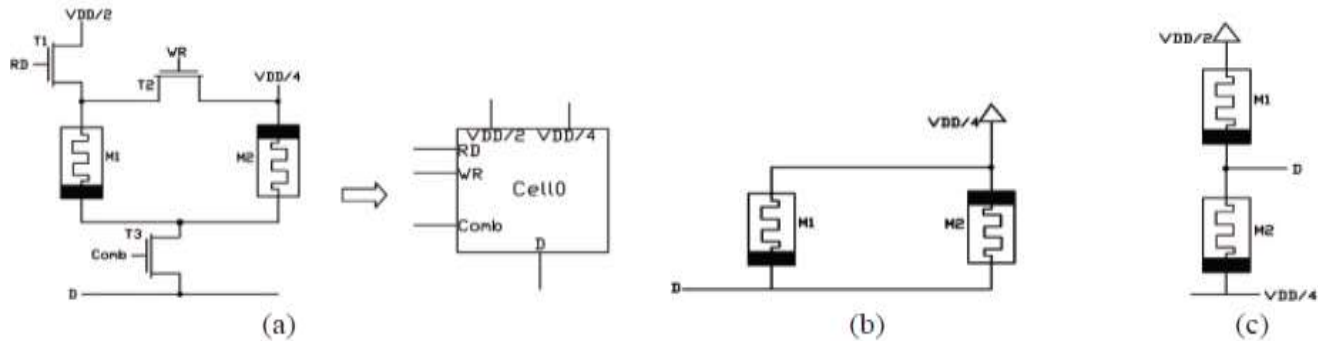 VDD/2
T1
RD
WR
T2
VDD/4
M1
M2
T3
Comb
D
(a)
VDD/2 VDD/4
RD
WR
Cell0
Comb
D
VDD/4
M1
M2
D
(b)
VDD/2
M1
D
M2
VDD/4
(c)